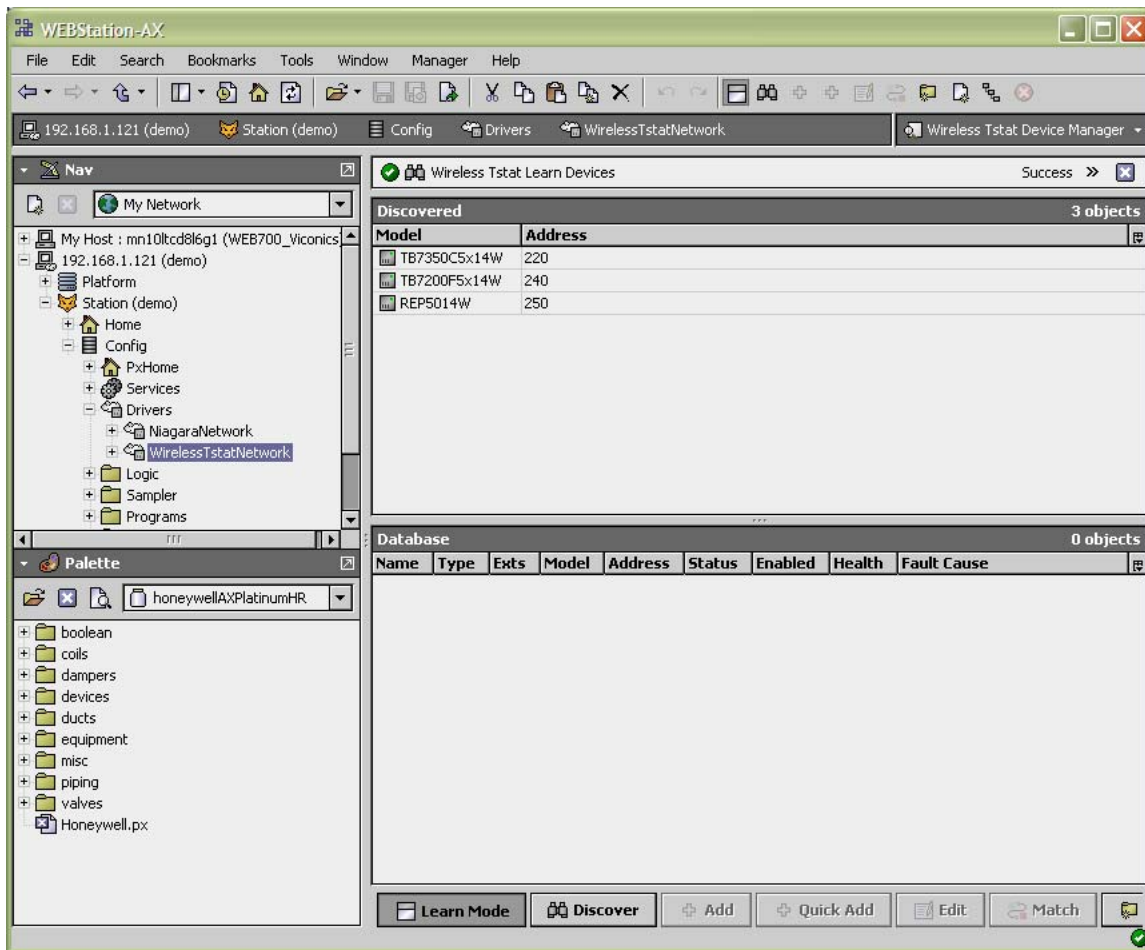 WEBStation-AX
File Edit Search Bookmarks Tools Window Manager Help
192.168.1.121 (demo) Station (demo) Config Drivers WirelessTstatNetwork Wireless Tstat Device Manager
Nav
My Network
My Host : mn10ltcd8l6g1 (WEB700_Viconics
192.168.1.121 (demo)
Platform
Station (demo)
Home
Config
PxHome
Services
Drivers
NiagaraNetwork
WirelessTstatNetwork
Logic
Sampler
Programs
Palette
honeywellAXPlatinumHR
boolean
coils
dampers
devices
ducts
equipment
misc
piping
valves
Honeywell.px
Wireless Tstat Learn Devices Success »
Discovered 3 objects
Model Address
TB7350C5x14W 220
TB7200F5x14W 240
REP5014W 250
Database 0 objects
Name Type Exts Model Address Status Enabled Health Fault Cause
Learn Mode Discover Add Quick Add Edit Match